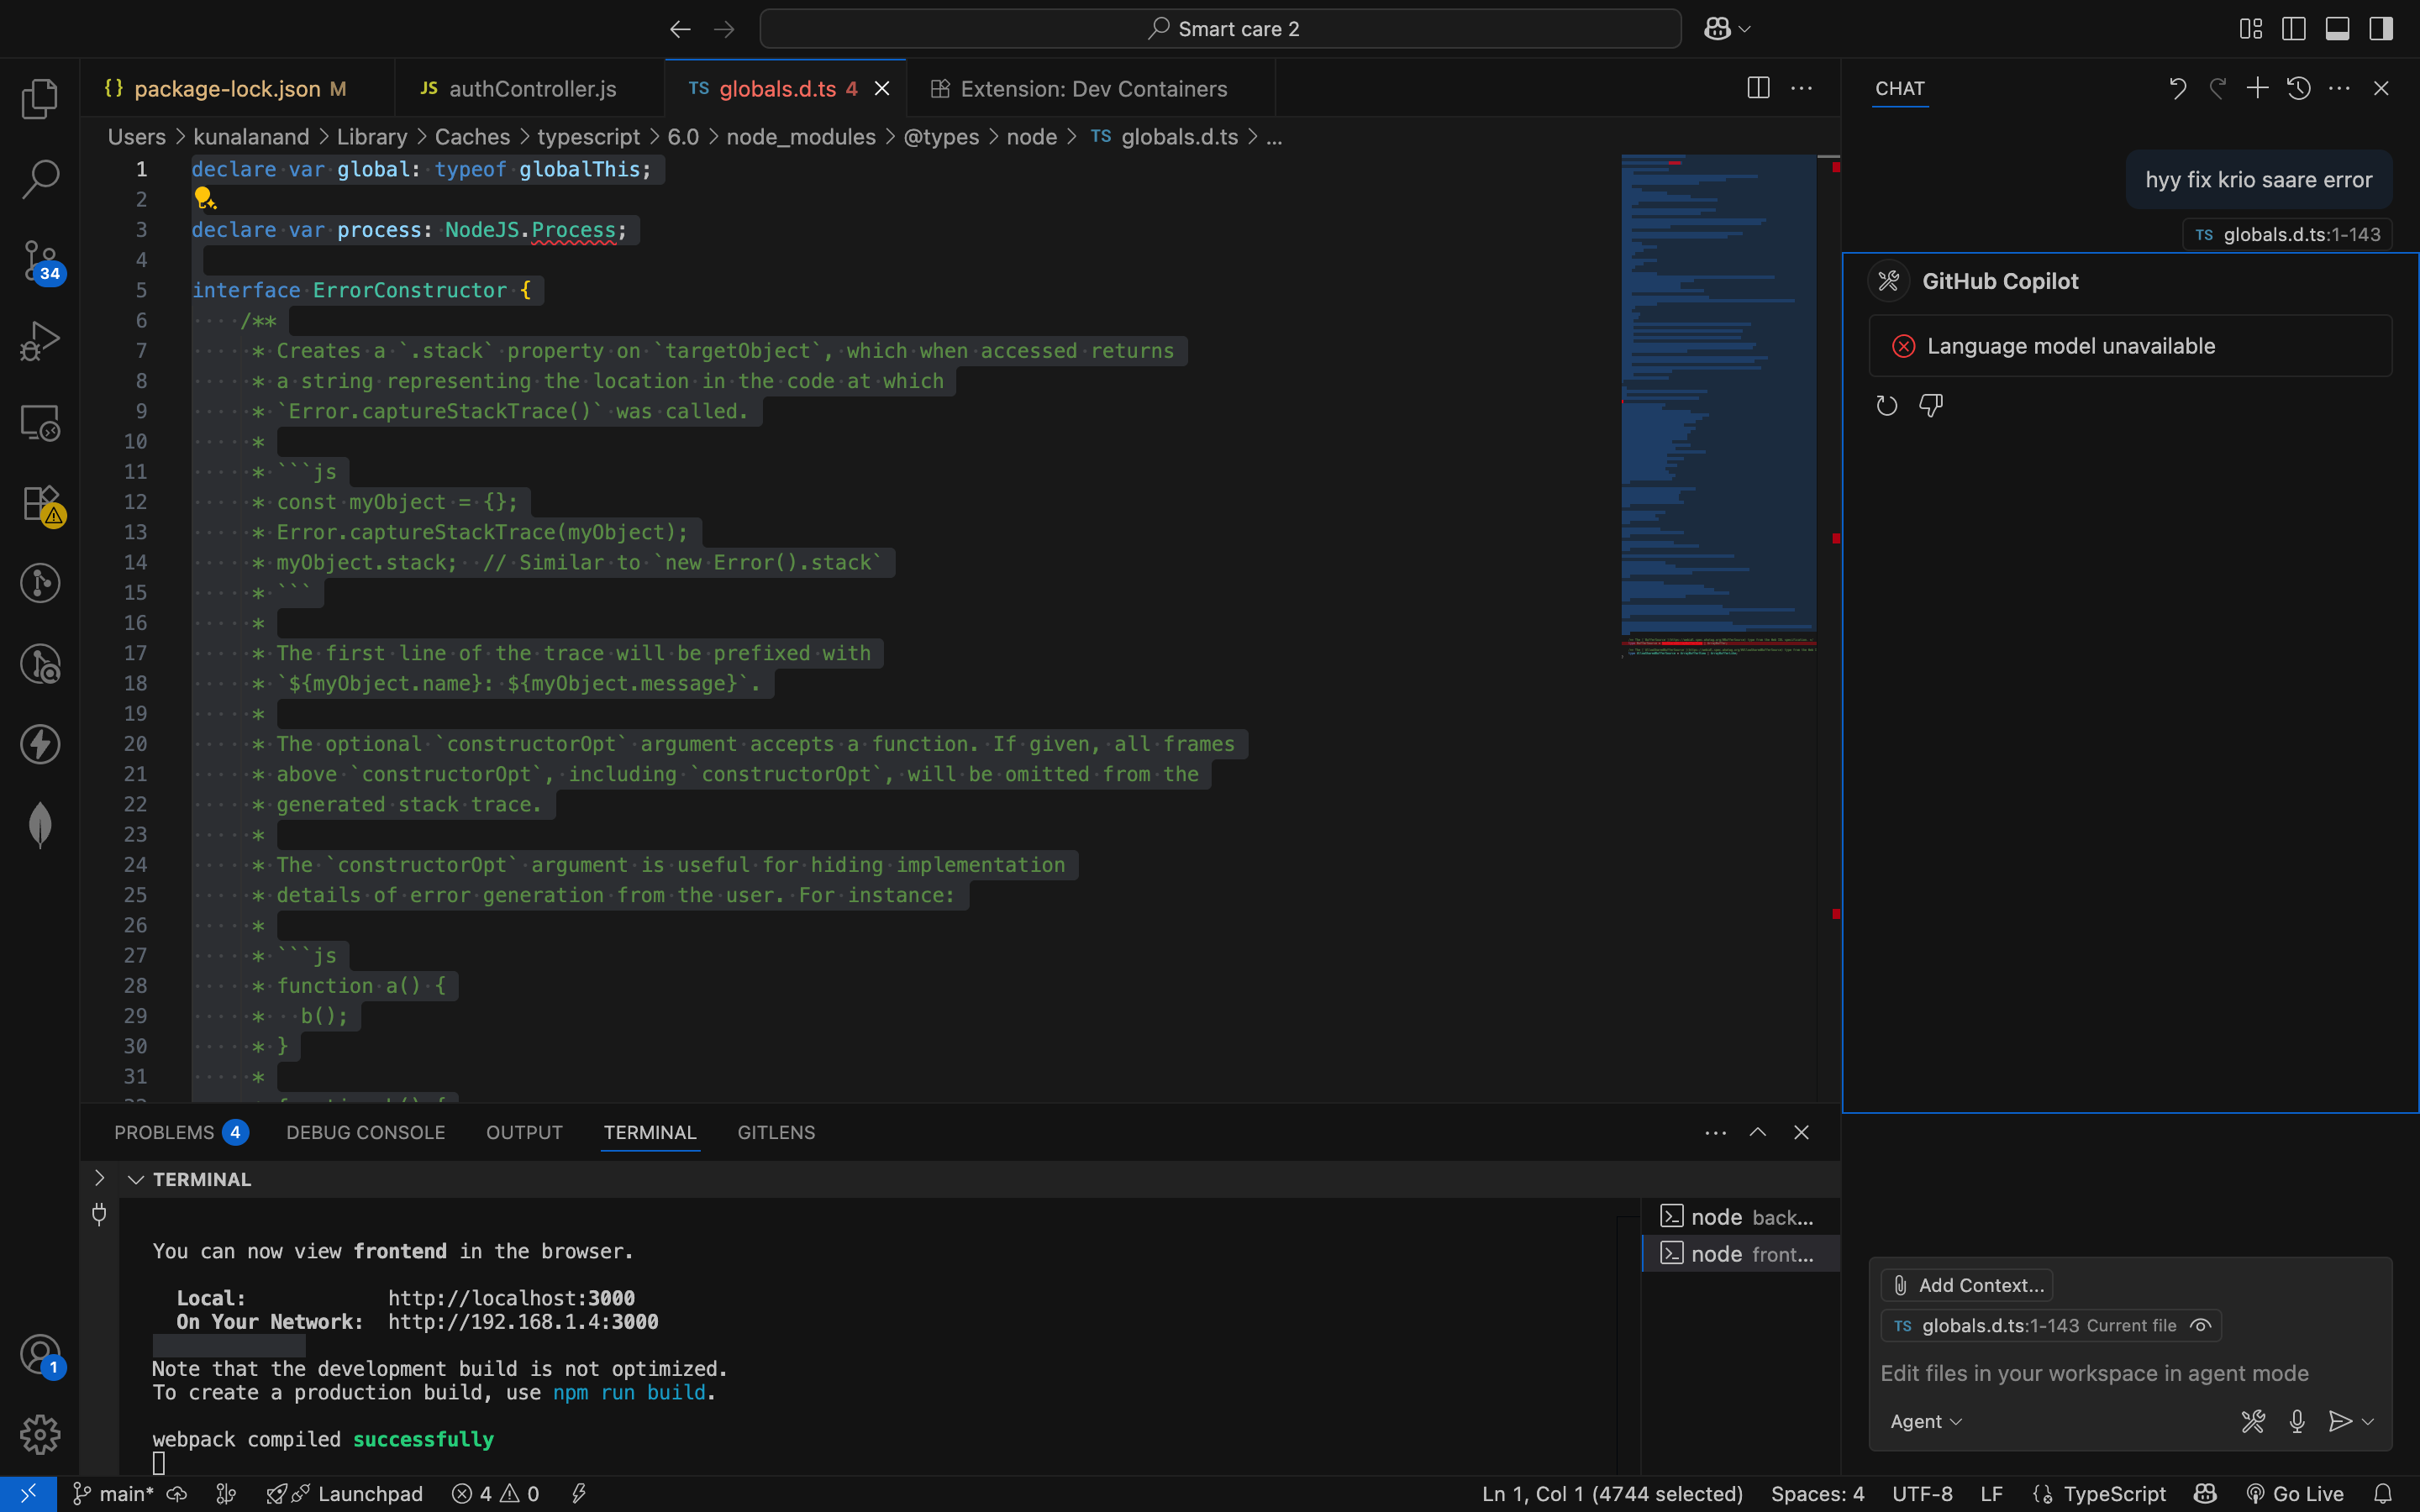 Smart care 2
package-lock.json M
authController.js
globals.d.ts 4
Extension: Dev Containers
Users > kunalanand > Library > Caches > typescript > 6.0 > node_modules > @types > node > TS globals.d.ts > ...
1 declare var global: typeof globalThis;
2
3 declare var process: NodeJS.Process;
4
5 interface ErrorConstructor {
6 /**
7 * Creates a `.stack` property on `targetObject`, which when accessed returns
8 * a string representing the location in the code at which
9 * `Error.captureStackTrace()` was called.
10 *
11 * ```js
12 * const myObject = {};
13 * Error.captureStackTrace(myObject);
14 * myObject.stack;  // Similar to `new Error().stack`
15 * ```
16 *
17 * The first line of the trace will be prefixed with
18 * `${myObject.name}: ${myObject.message}`.
19 *
20 * The optional `constructorOpt` argument accepts a function. If given, all frames
21 * above `constructorOpt`, including `constructorOpt`, will be omitted from the
22 * generated stack trace.
23 *
24 * The `constructorOpt` argument is useful for hiding implementation
25 * details of error generation from the user. For instance:
26 *
27 * ```js
28 * function a() {
29 *   b();
30 * }
31 *
34
1
CHAT
hyy fix krio saare error
TS globals.d.ts:1-143
GitHub Copilot
Language model unavailable
Add Context...
TS globals.d.ts:1-143 Current file
Edit files in your workspace in agent mode
Agent
PROBLEMS 4
DEBUG CONSOLE
OUTPUT
TERMINAL
GITLENS
TERMINAL
You can now view frontend in the browser.
Local: http://localhost:3000
On Your Network: http://192.168.1.4:3000
Note that the development build is not optimized.
To create a production build, use npm run build.
webpack compiled successfully
node back...
node front...
main*
Launchpad
4
0
Ln 1, Col 1 (4744 selected)
Spaces: 4
UTF-8
LF
TypeScript
Go Live